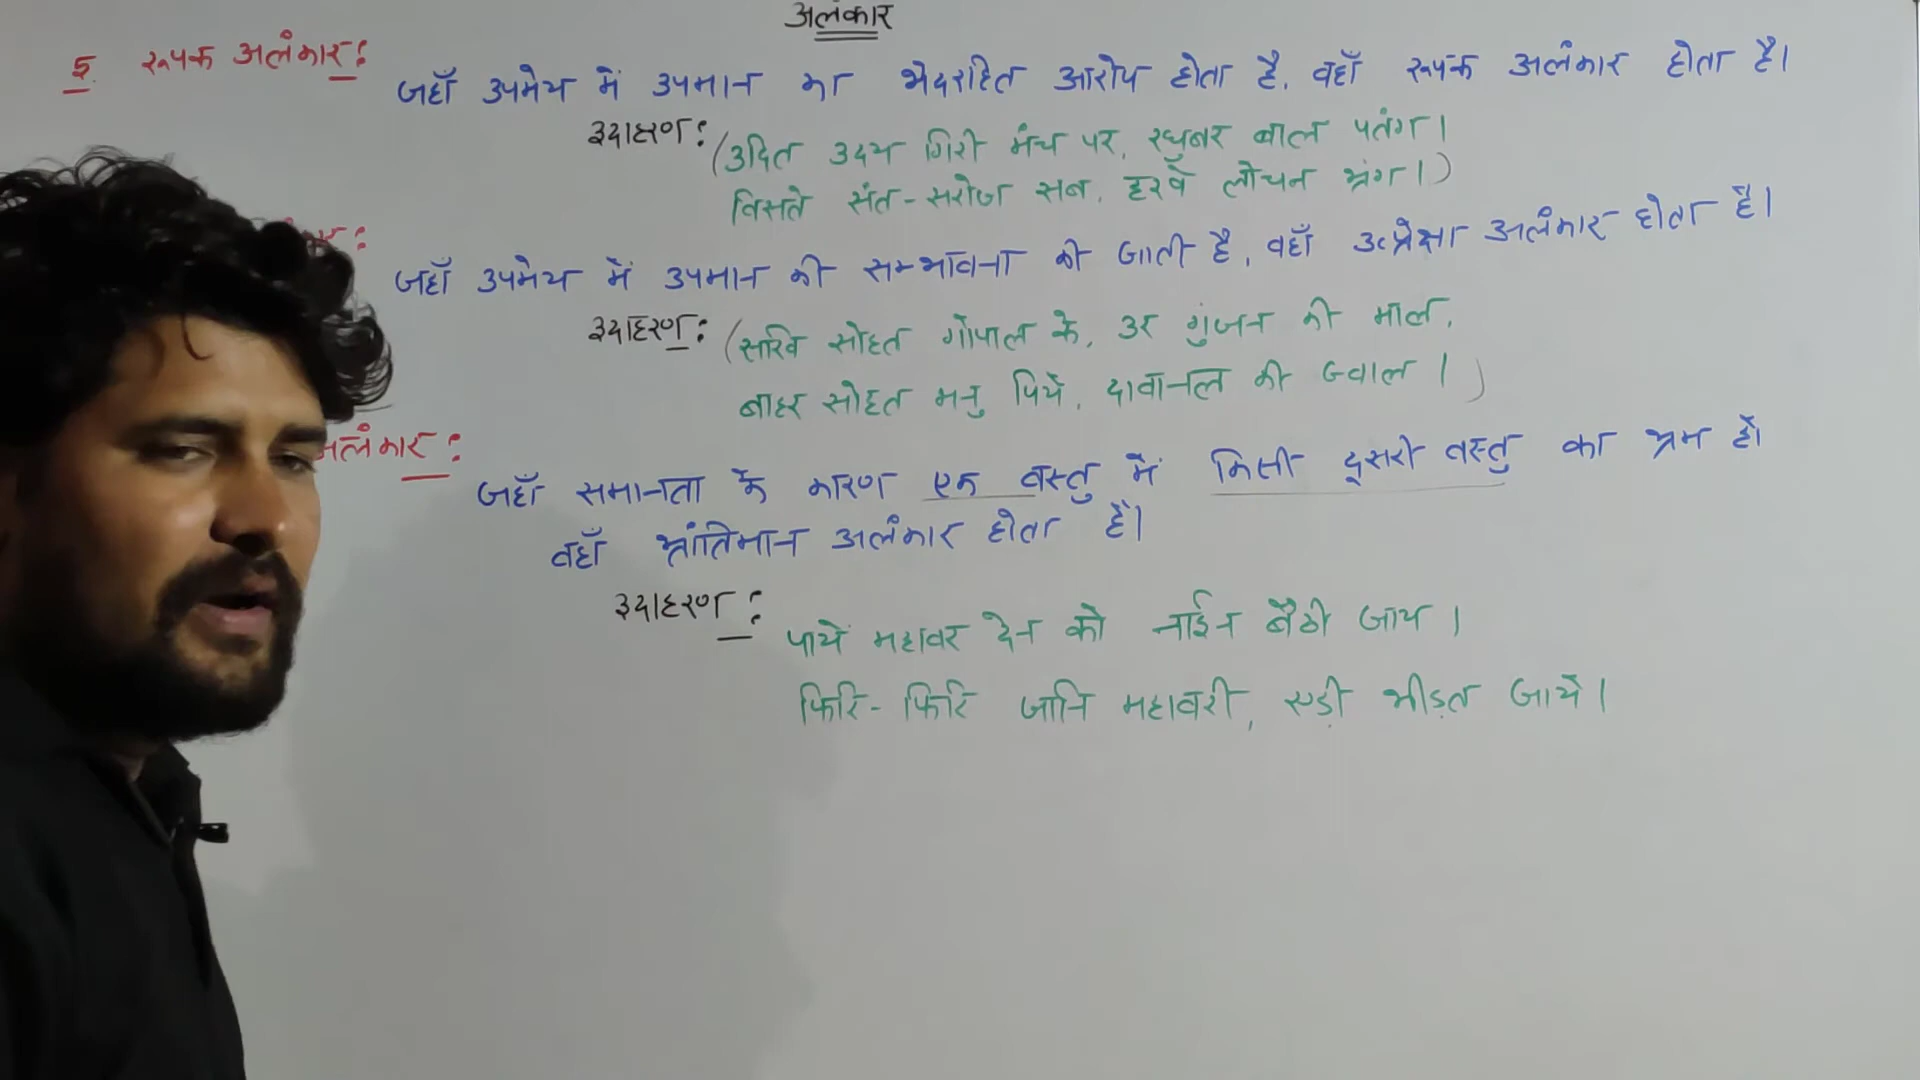 अलंकार
5. रूपक अलंकार :
जहाँ उपमेय में उपमान का भेदरहित आरोप होता है, वहाँ रूपक अलंकार होता है।
उदाहरण : (उदित उदय गिरी मंच पर, रघुबर बाल पतंग।
विसते संत-सरोज सब, हरवें लोचन भ्रंग।)
जहाँ उपमेय में उपमान की सम्भावना की जाती है, वहाँ उत्प्रेक्षा अलंकार होता है।
उदाहरण : (सखि सोहत गोपाल के, उर गुंजन की माल,
बाहर सोहत मनु पिये, दावानल की ज्वाल।)
अलंकार :
जहाँ समानता के कारण एक वस्तु में किसी दूसरी वस्तु का भ्रम हो
वहाँ भ्रांतिमान अलंकार होता है।
उदाहरण :
पायें महावर देन को नाईन बैठी जाय।
फिरि-फिरि जानि महावरी, एड़ी भीड़त जाये।